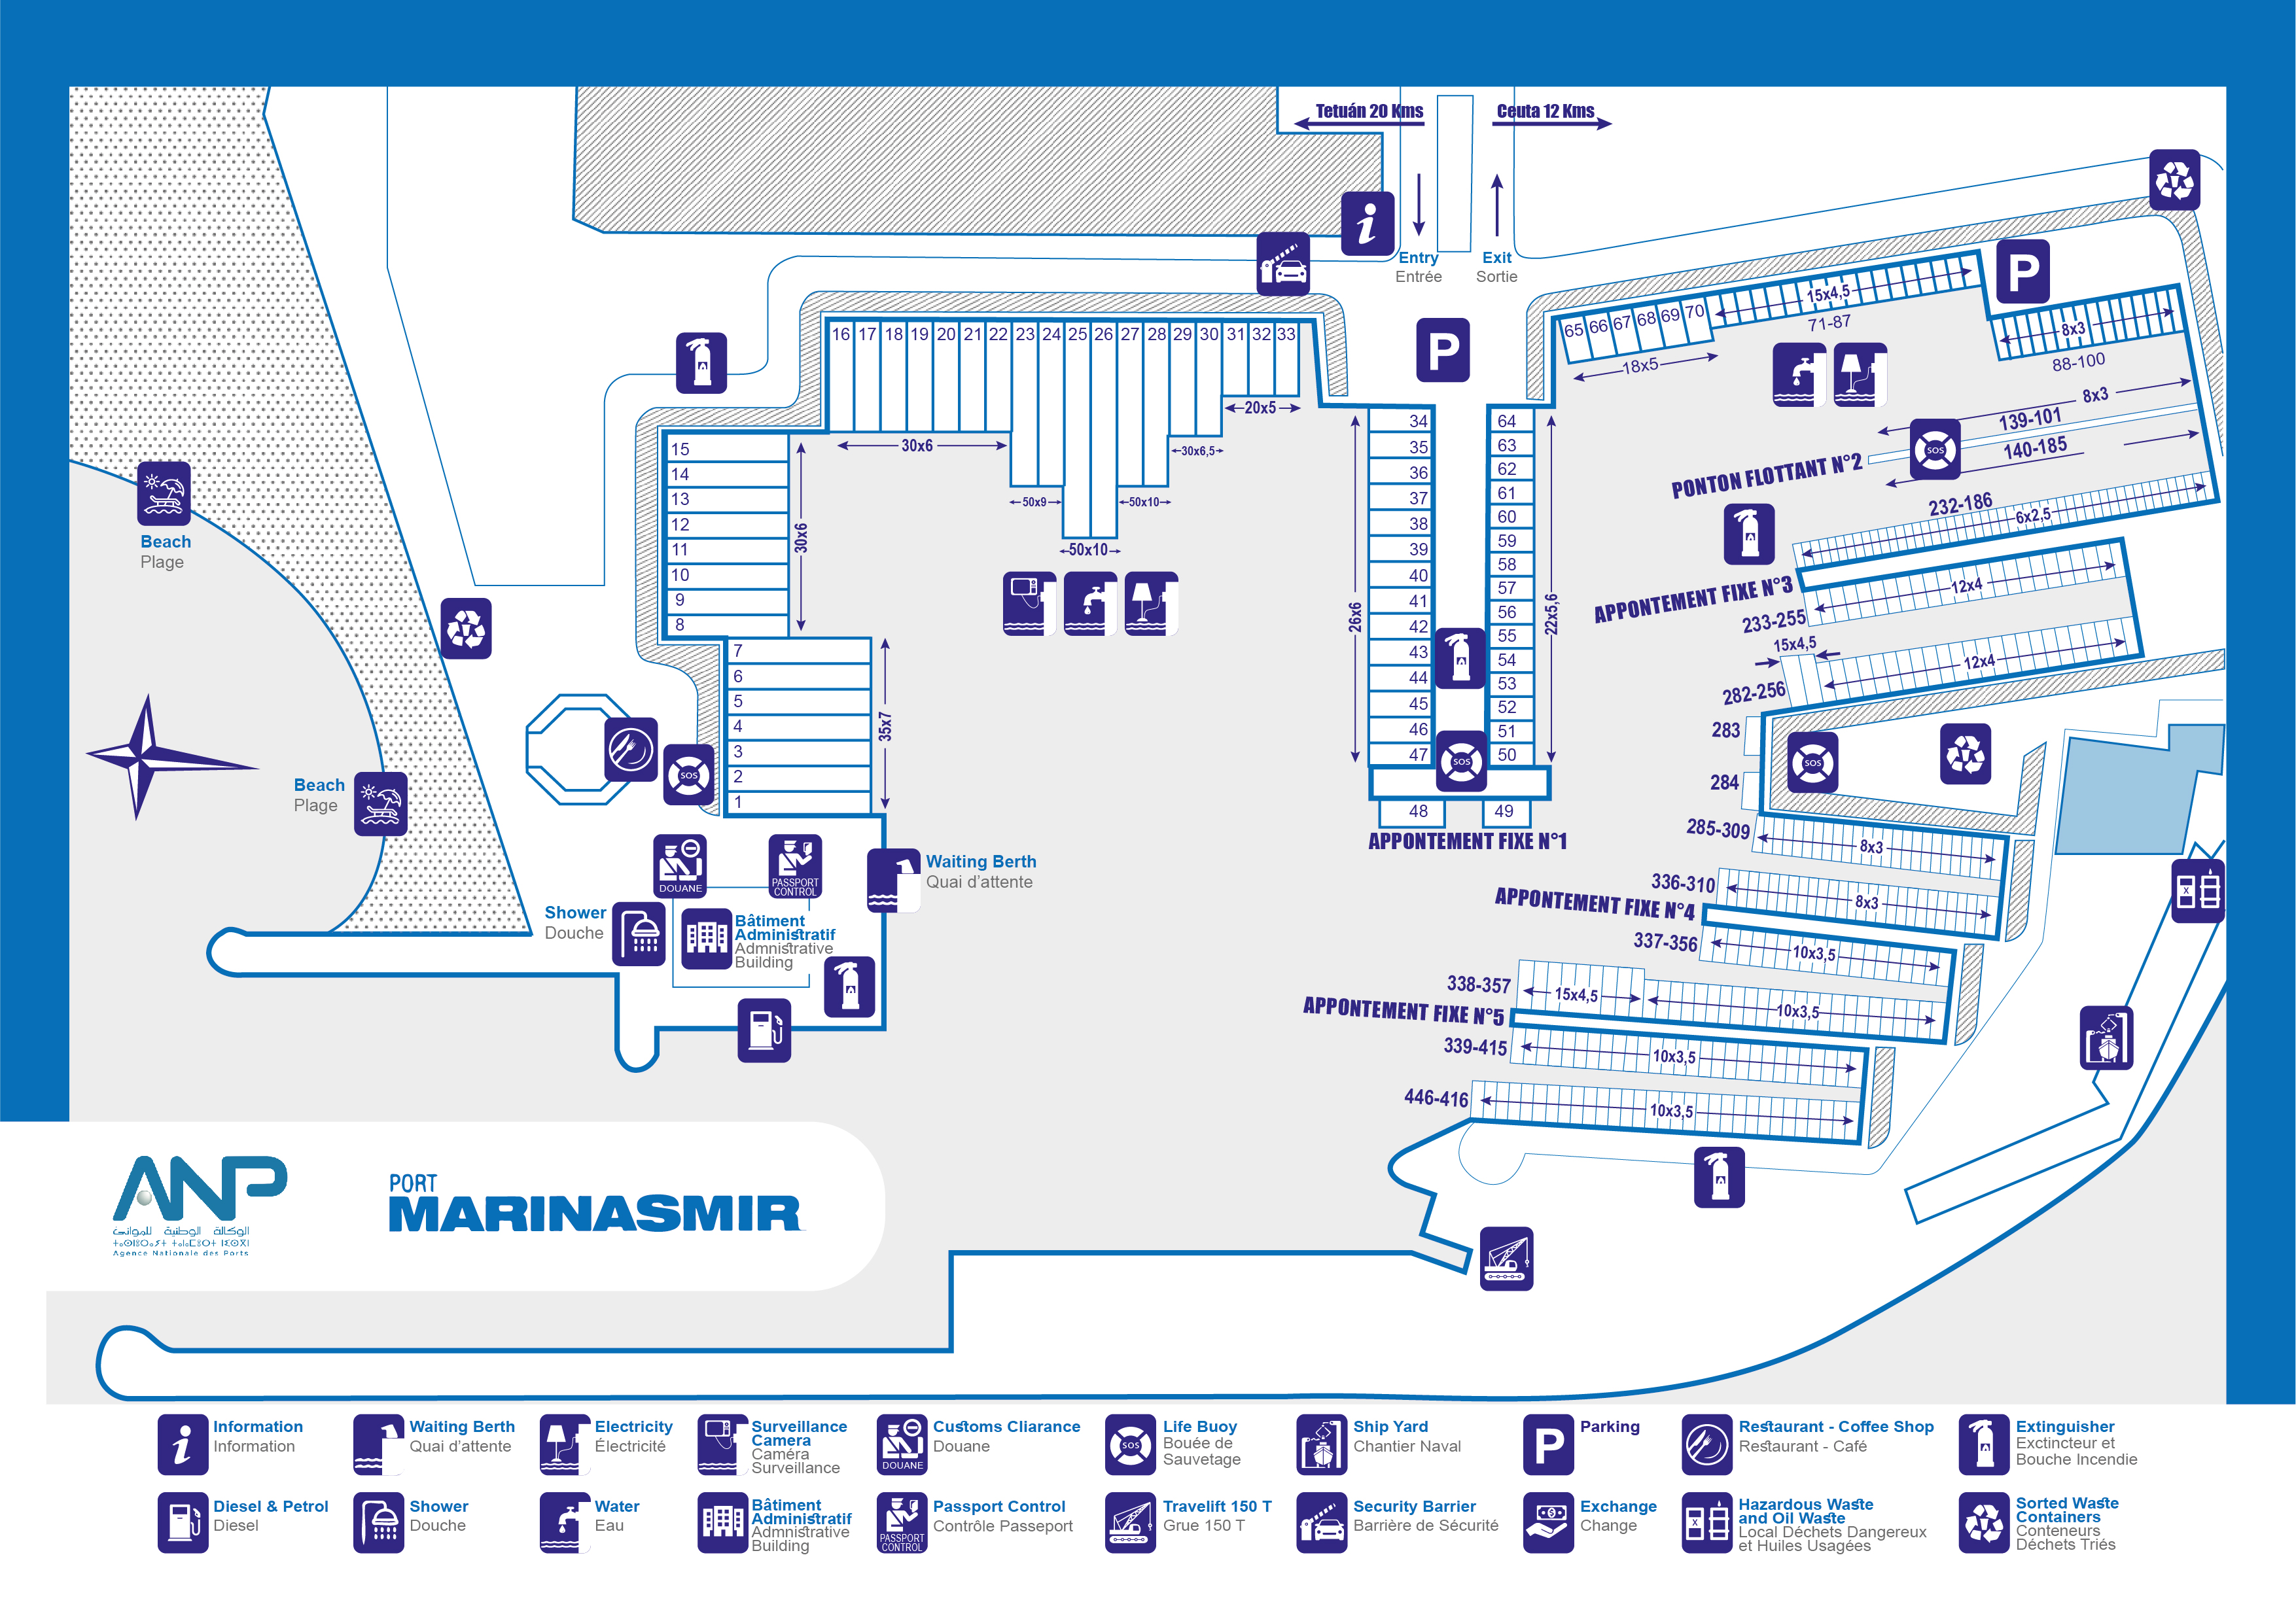 Tetuán 20 Kms
Ceuta 12 Kms
Entry
Entrée
Exit
Sortie
P
P
16 17 18 19 20 21 22 23 24 25 26 27 28 29 30 31 32 33
20x5
30x6
30x6,5
50x9
50x10
50x10
15
14
13
12
11
10
9
8
30x6
7
6
5
4
3
2
1
35x7
34
35
36
37
38
39
40
41
42
43
44
45
46
47
26x6
64
63
62
61
60
59
58
57
56
55
54
53
52
51
50
22x5,6
SOS
48
49
APPONTEMENT FIXE N°1
65 66 67 68 69 70
18x5
15x4,5
71-87
8x3
88-100
8x3
139-101
SOS
140-185
PONTON FLOTTANT N°2
232-186
6x2,5
APPONTEMENT FIXE N°3
12x4
233-255
15x4,5
12x4
282-256
283
SOS
284
285-309
8x3
336-310
8x3
APPONTEMENT FIXE N°4
337-356
10x3,5
338-357
15x4,5
10x3,5
APPONTEMENT FIXE N°5
339-415
10x3,5
446-416
10x3,5
Beach
Plage
Beach
Plage
SOS
DOUANE
PASSPORT
CONTROL
Waiting Berth
Quai d'attente
Shower
Douche
Bâtiment
Administratif
Admnistrative
Building
X
ANP
الوكالة الوطنية للموانئ
Agence Nationale des Ports
PORT
MARINASMIR
Information
Information
Waiting Berth
Quai d'attente
Electricity
Électricité
Surveillance
Camera
Caméra
Surveillance
DOUANE
Customs Cliarance
Douane
SOS
Life Buoy
Bouée de
Sauvetage
Ship Yard
Chantier Naval
P
Parking
Restaurant - Coffee Shop
Restaurant - Café
Extinguisher
Exctincteur et
Bouche Incendie
Diesel & Petrol
Diesel
Shower
Douche
Water
Eau
Bâtiment
Administratif
Admnistrative
Building
PASSPORT
CONTROL
Passport Control
Contrôle Passeport
Travelift 150 T
Grue 150 T
Security Barrier
Barrière de Sécurité
Exchange
Change
X
Hazardous Waste
and Oil Waste
Local Déchets Dangereux
et Huiles Usagées
Sorted Waste
Containers
Conteneurs
Déchets Triés